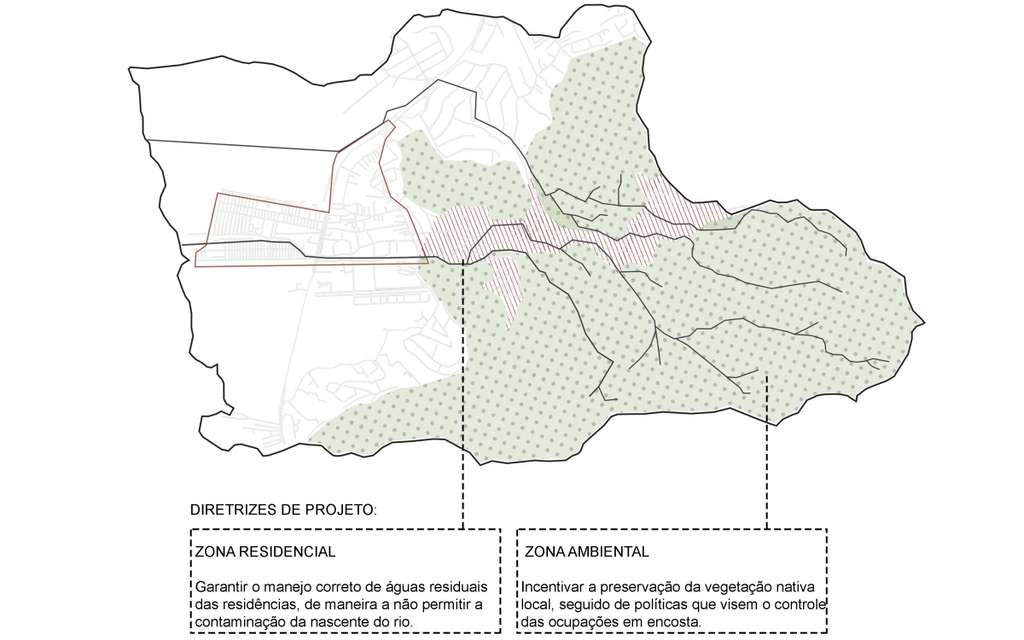 DIRETRIZES DE PROJETO:
ZONA RESIDENCIAL
Garantir o manejo correto de águas residuais
das residências, de maneira a não permitir a
contaminação da nascente do rio.
ZONA AMBIENTAL
Incentivar a preservação da vegetação nativa
local, seguido de políticas que visem o controle
das ocupações em encosta.